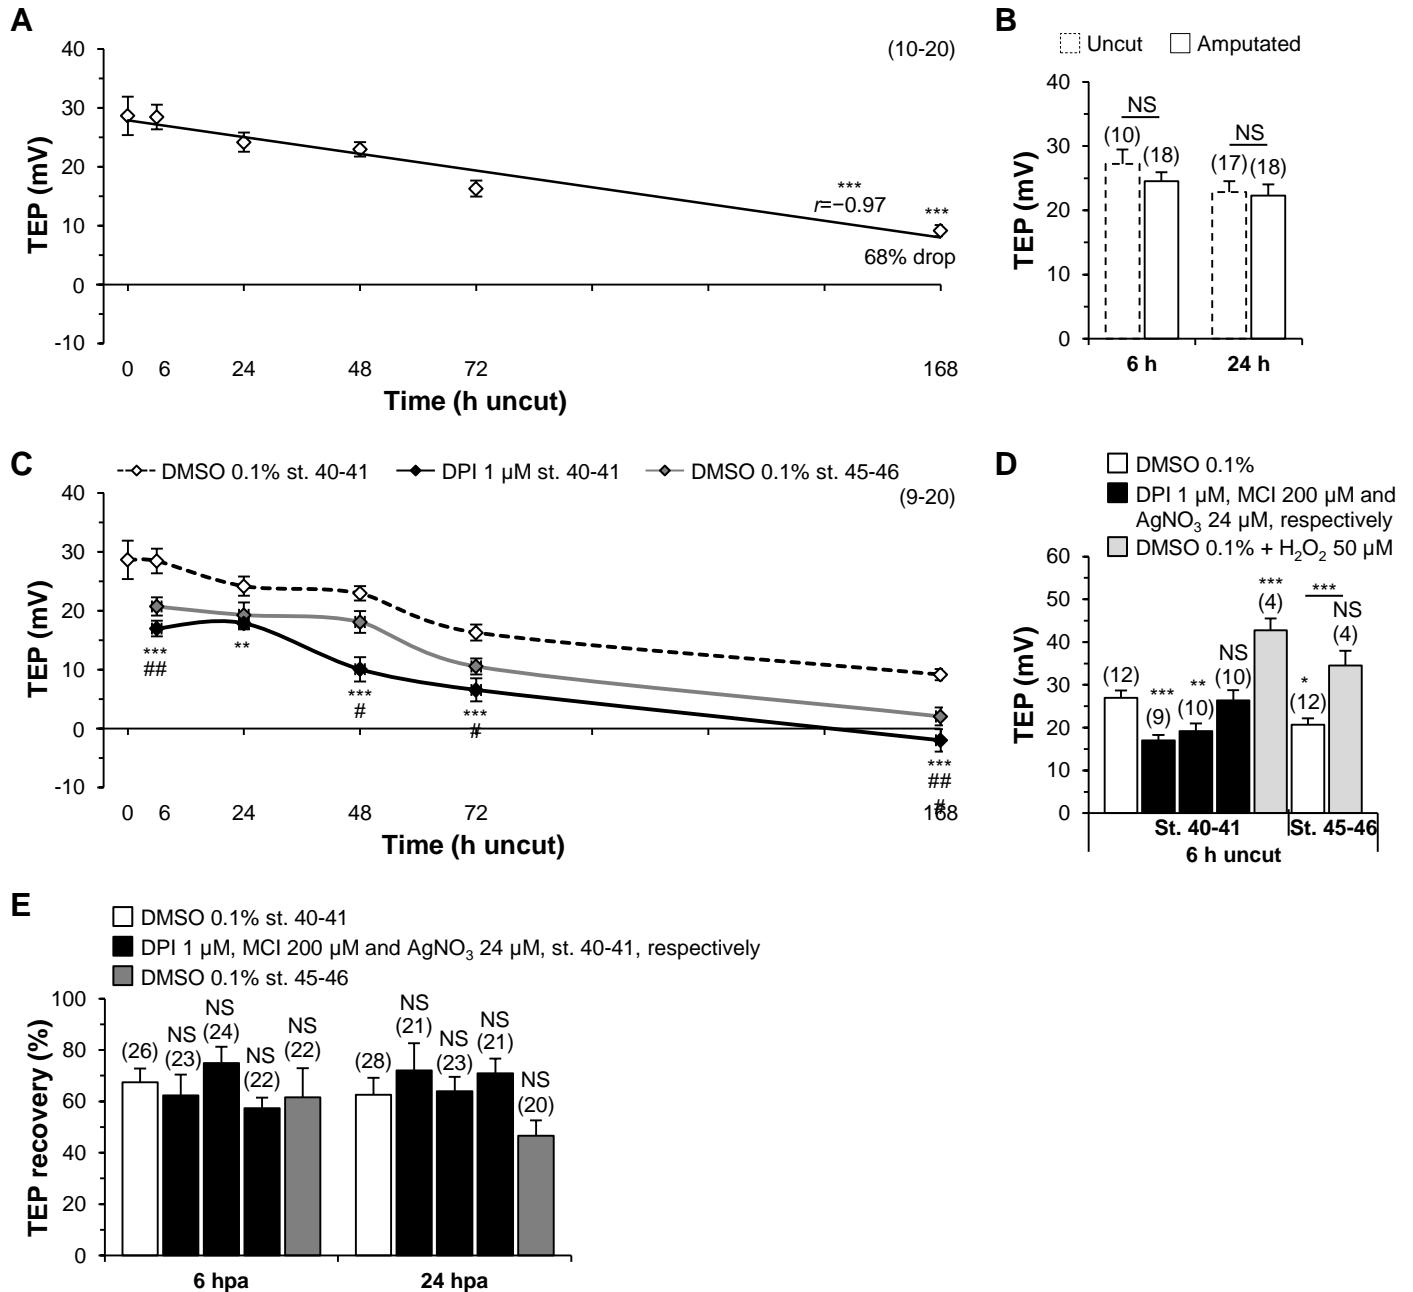 A
(10-20)
40
30
20
10
0
-10
TEP (mV)
***
r=−0.97
***
68% drop
0 6 24 48 72 168
Time (h uncut)
B
Uncut Amputated
40
30
20
10
0
TEP (mV)
NS
(10) (18)
NS
(17) (18)
6 h 24 h
C
DMSO 0.1% st. 40-41 DPI 1 µM st. 40-41 DMSO 0.1% st. 45-46
(9-20)
40
30
20
10
0
-10
TEP (mV)
***
##
**
***
#
***
#
***
##
#
0 6 24 48 72 168
Time (h uncut)
D
DMSO 0.1%
DPI 1 µM, MCI 200 µM and
AgNO₃ 24 µM, respectively
DMSO 0.1% + H₂O₂ 50 µM
60
50
40
30
20
10
0
TEP (mV)
(12)
***
(9)
**
(10)
NS
(10)
***
(4)
*
(12)
***
NS
(4)
St. 40-41 St. 45-46
6 h uncut
E
DMSO 0.1% st. 40-41
DPI 1 µM, MCI 200 µM and AgNO₃ 24 µM, st. 40-41, respectively
DMSO 0.1% st. 45-46
100
80
60
40
20
0
TEP recovery (%)
(26)
NS
(23)
NS
(24)
NS
(22)
NS
(22)
(28)
NS
(21)
NS
(23)
NS
(21)
NS
(20)
6 hpa 24 hpa